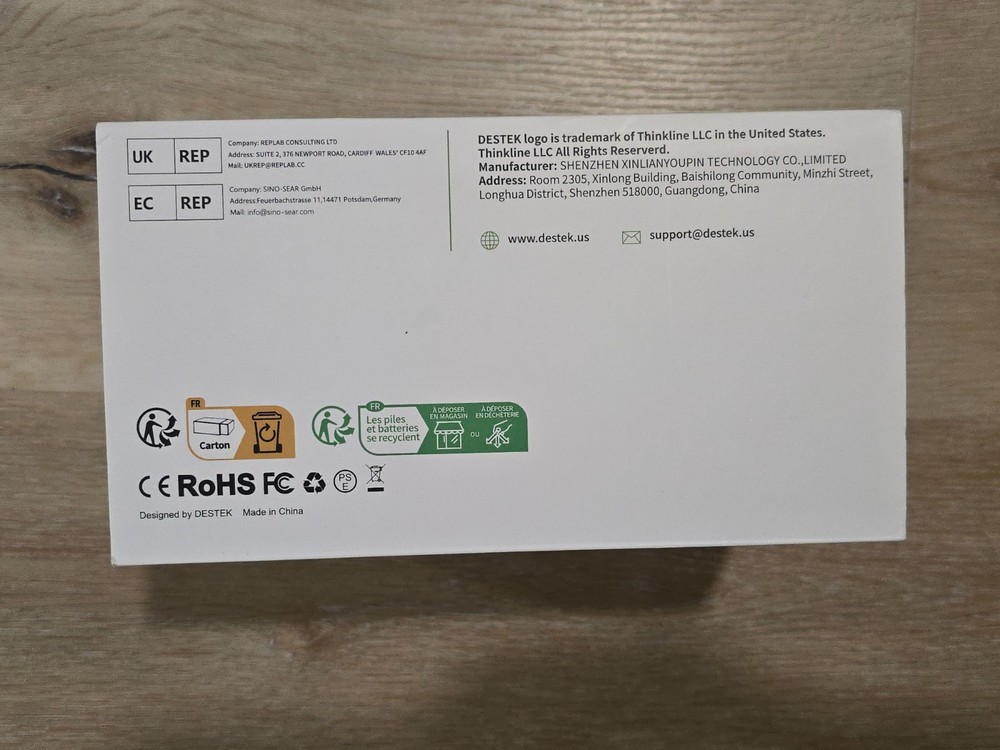 UK REP
Company: REPLAB CONSULTING LTD
Address: SUITE 2, 376 NEWPORT ROAD, CARDIFF WALES' CF10 4AF
Mail: UKREP@REPLAB.CC
EC REP
Company: SINO-SEAR GmbH
Address:Feuerbachstrasse 11,14471 Potsdam,Germany
Mail: info@sino-sear.com
DESTEK logo is trademark of Thinkline LLC in the United States.
Thinkline LLC All Rights Reserverd.
Manufacturer: SHENZHEN XINLIANYOUPIN TECHNOLOGY CO.,LIMITED
Address: Room 2305, Xinlong Building, Baishilong Community, Minzhi Street,
Longhua District, Shenzhen 518000, Guangdong, China
www.destek.us
support@destek.us
FR
Carton
FR
Les piles
et batteries
se recyclent
À DÉPOSER
EN MAGASIN
OU
À DÉPOSER
EN DÉCHÈTERIE
CE RoHS FC PS E
Designed by DESTEK Made in China